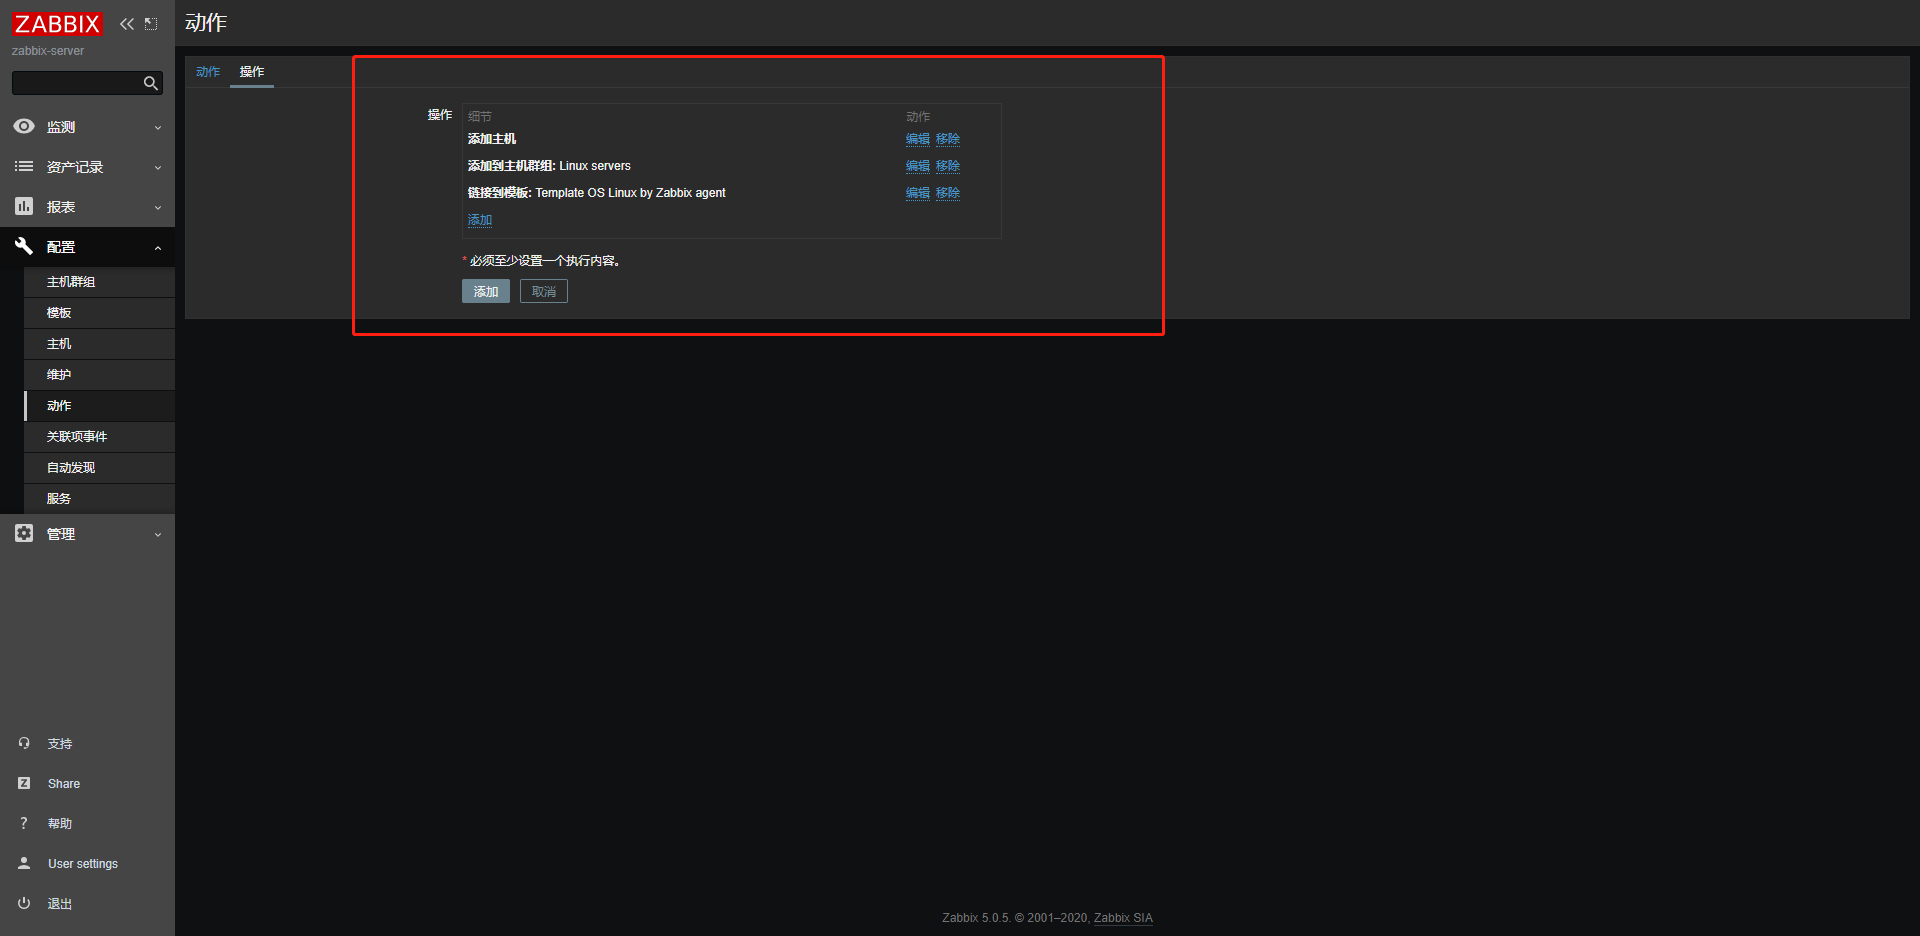 ZABBIX
zabbix-server
监测
资产记录
报表
配置
主机群组
模板
主机
维护
动作
关联项事件
自动发现
服务
管理
支持
Share
帮助
User settings
退出
动作
动作 操作
操作 细节 动作
添加主机 编辑 移除
添加到主机群组: Linux servers 编辑 移除
链接到模板: Template OS Linux by Zabbix agent 编辑 移除
添加
* 必须至少设置一个执行内容。
添加 取消
Zabbix 5.0.5. © 2001–2020, Zabbix SIA